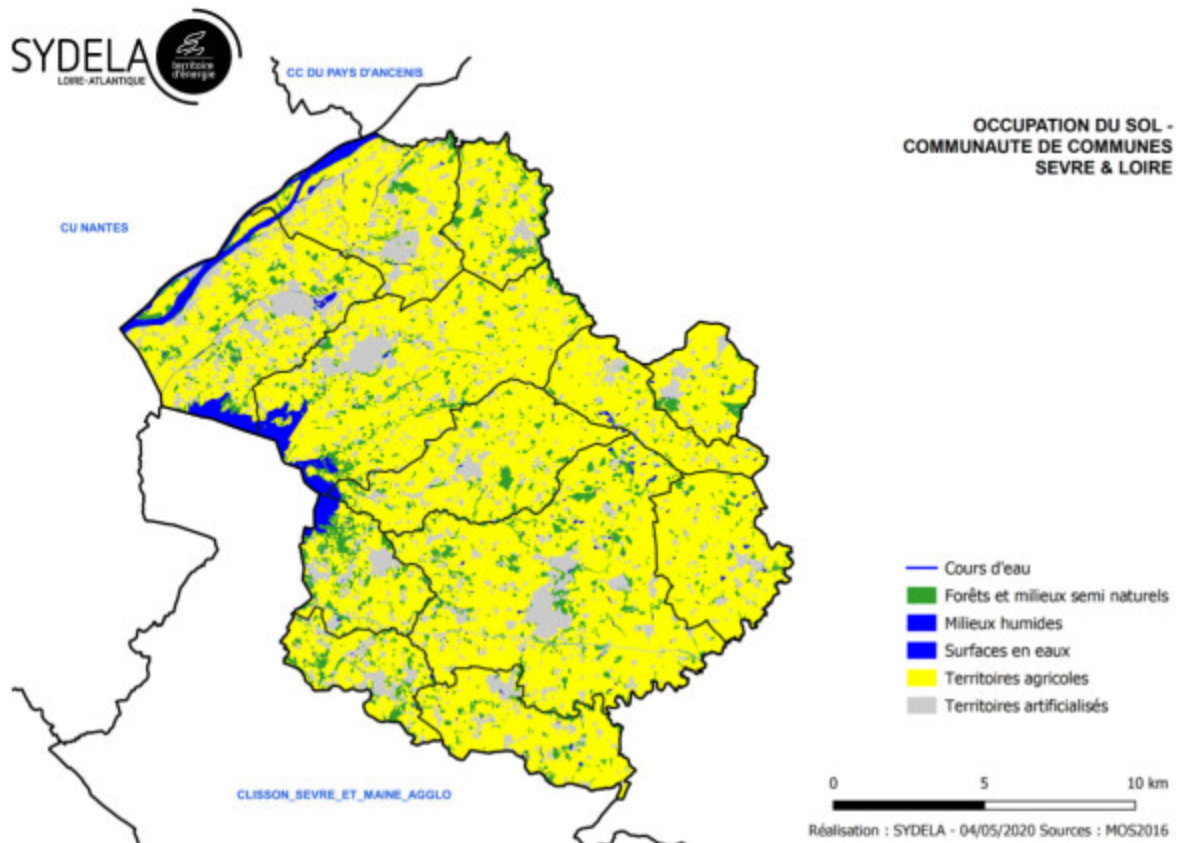 SYDELA
LOIRE-ATLANTIQUE
territoire
d'énergie
CC DU PAYS D'ANCENIS
OCCUPATION DU SOL -
COMMUNAUTE DE COMMUNES
SEVRE & LOIRE
CU NANTES
Cours d'eau
Forêts et milieux semi naturels
Milieux humides
Surfaces en eaux
Territoires agricoles
Territoires artificialisés
CLISSON_SEVRE_ET_MAINE_AGGLO
0 5 10 km
Réalisation : SYDELA - 04/05/2020 Sources : MOS2016